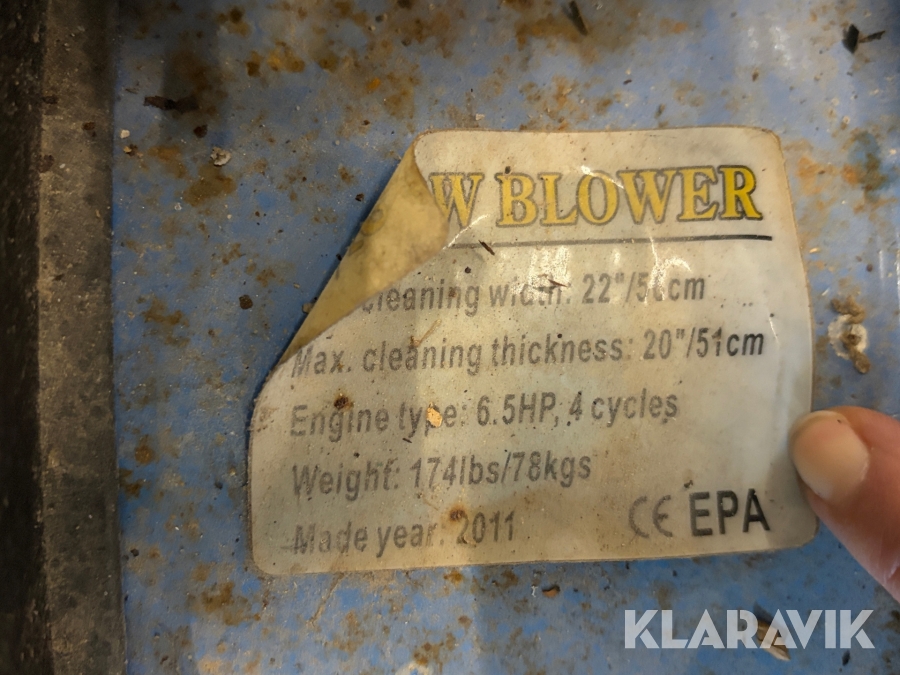 W BLOWER
cleaning width: 22"/56cm
Max. cleaning thickness: 20"/51cm
Engine type: 6.5HP, 4 cycles
Weight: 174lbs/78kgs
Made year: 2011
CE EPA
KLARAVIK